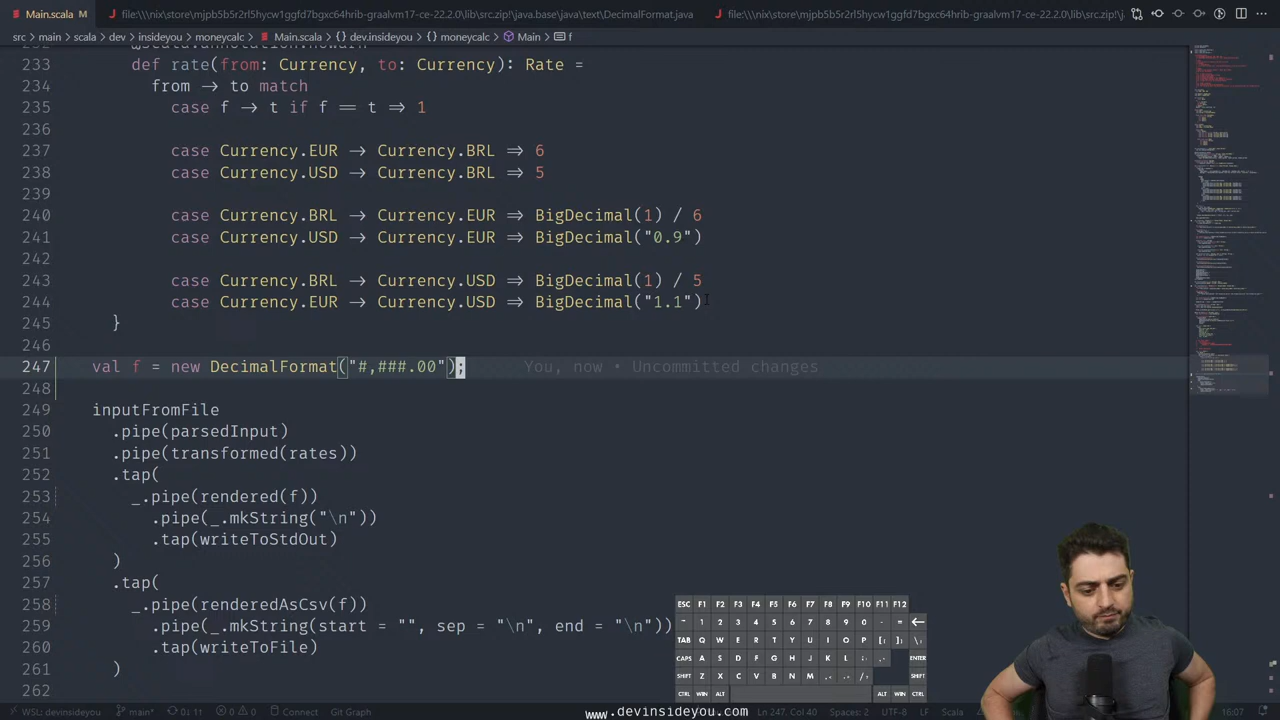 Main.scala M
file:\\\nix\store\mjpb5b5r2rl5hycw1ggfd7bgxc64hrib-graalvm17-ce-22.2.0\lib\src.zip!\java.base\java\text\DecimalFormat.java
file:\\\nix\store\mjpb5b5r2rl5hycw1ggfd7bgxc64hrib-graalvm17-ce-22.2.0\lib\src.zip!\java.b
src > main > scala > dev > insideyou > moneycalc > Main.scala > {} dev.insideyou > {} moneycalc > Main > f
233 def rate(from: Currency, to: Currency): Rate =
234 from → to match
235 case f → t if f == t ⇒ 1
236
237 case Currency.EUR → Currency.BRL ⇒ 6
238 case Currency.USD → Currency.BRL ⇒ 5
239
240 case Currency.BRL → Currency.EUR ⇒ BigDecimal(1) / 6
241 case Currency.USD → Currency.EUR ⇒ BigDecimal("0.9")
242
243 case Currency.BRL → Currency.USD ⇒ BigDecimal(1) / 5
244 case Currency.EUR → Currency.USD ⇒ BigDecimal("1.1")
245 }
246
247 val f = new DecimalFormat("#,###.00"); You, now • Uncommitted changes
248
249 inputFromFile
250 .pipe(parsedInput)
251 .pipe(transformed(rates))
252 .tap(
253 _.pipe(rendered(f))
254 .pipe(_.mkString("\n"))
255 .tap(writeToStdOut)
256 )
257 .tap(
258 _.pipe(renderedAsCsv(f))
259 .pipe(_.mkString(start = "", sep = "\n", end = "\n"))
260 .tap(writeToFile)
261 )
262
ESC F1 F2 F3 F4 F5 F6 F7 F8 F9 F10 F11 F12
~ 1 2 3 4 5 6 7 8 9 0 - = ←
TAB Q W E R T Y U I O P [{ ]}
CAPS A S D F G H J K L ;: ENTER
SHIFT Z X C V B N M ,< .> /? SHIFT
CTRL WIN ALT ALT WIN CTRL
WSL: devinsideyou main* 0↓ 1↑ 0 0 Connect Git Graph Ln 247, Col 40 Spaces: 2 UTF-8 LF Scala 16:07
www.devinsideyou.com